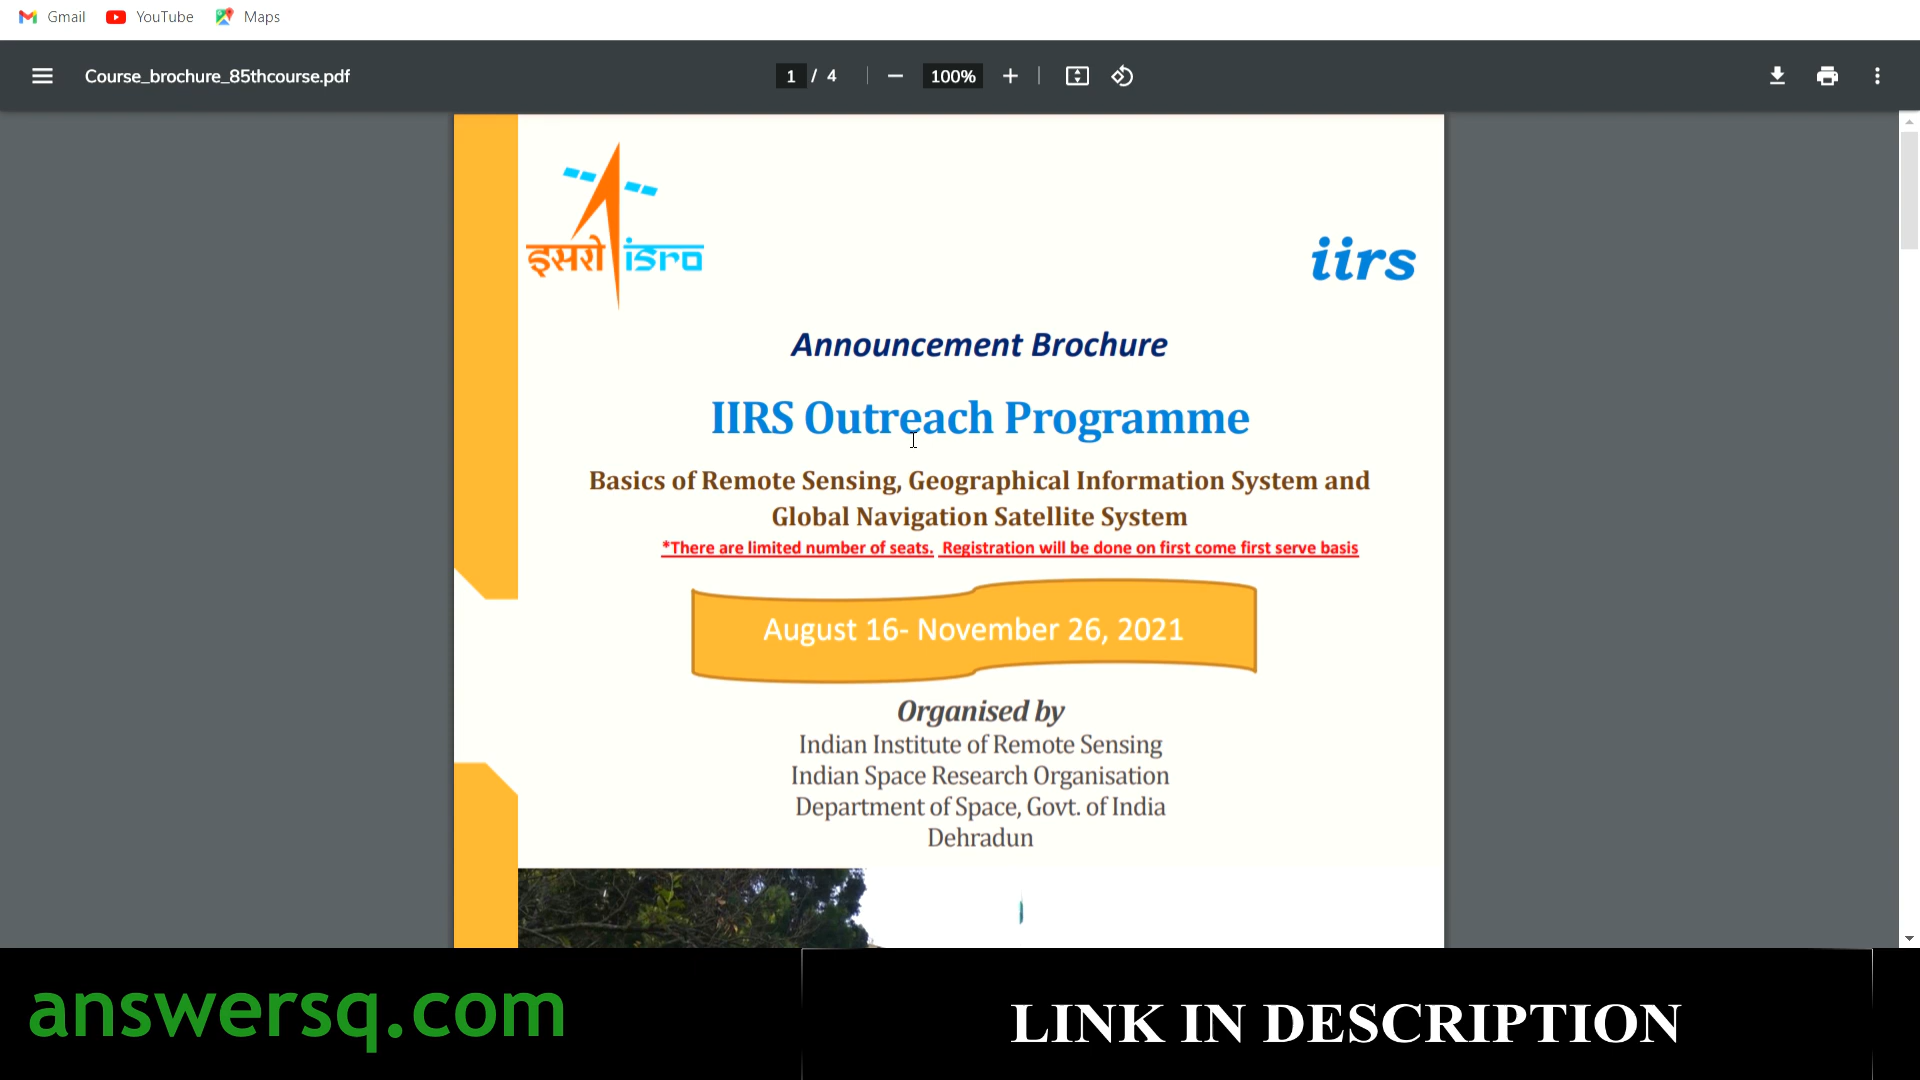 Gmail YouTube Maps
Course_brochure_85thcourse.pdf 1 / 4 100%
इसरो isro
iirs
Announcement Brochure
IIRS Outreach Programme
Basics of Remote Sensing, Geographical Information System and
Global Navigation Satellite System
*There are limited number of seats. Registration will be done on first come first serve basis
August 16- November 26, 2021
Organised by
Indian Institute of Remote Sensing
Indian Space Research Organisation
Department of Space, Govt. of India
Dehradun
answersq.com
LINK IN DESCRIPTION